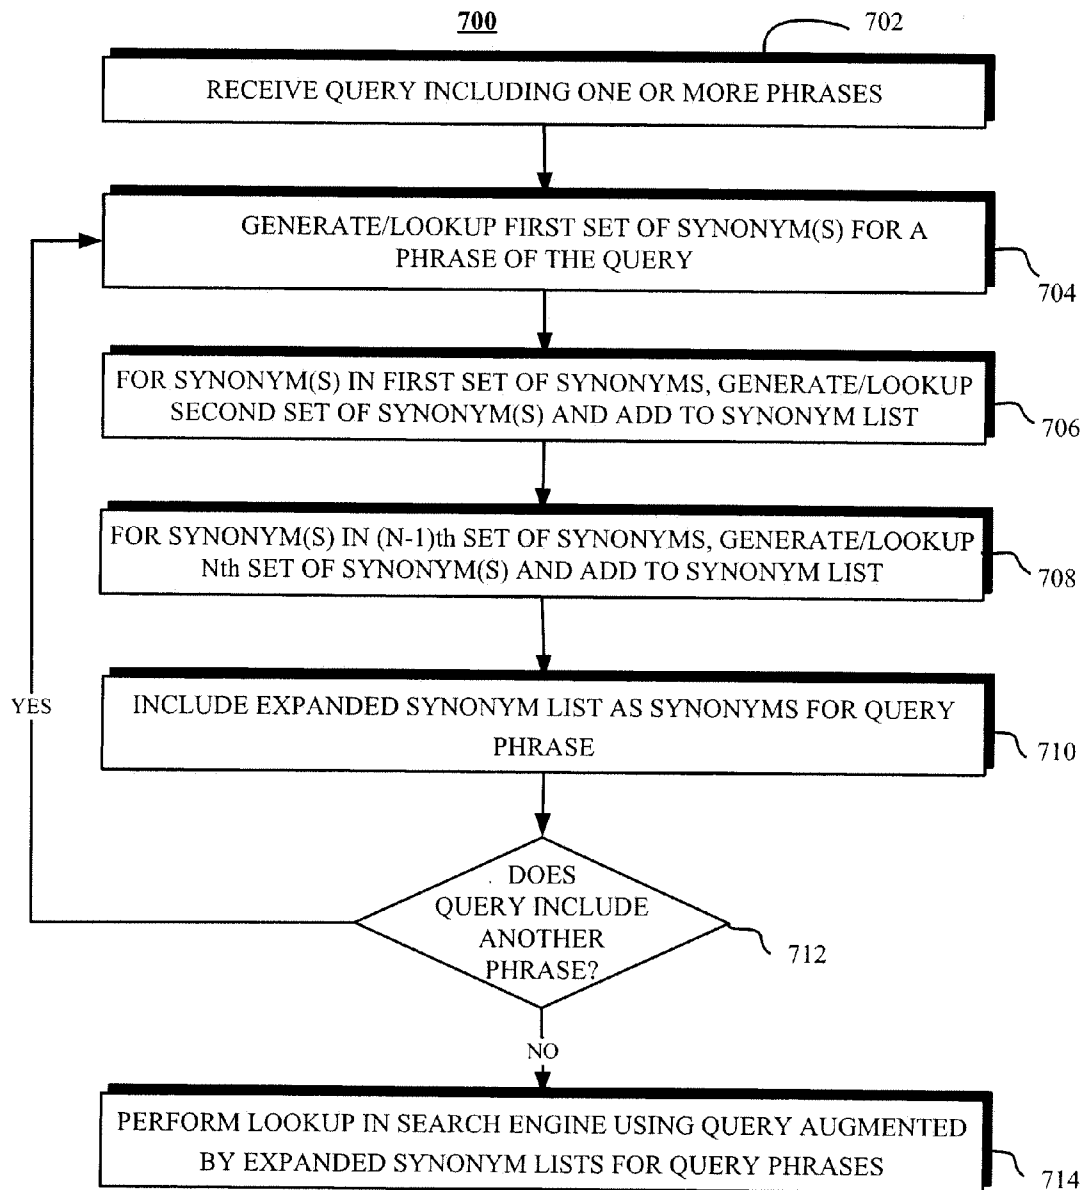 700
702
RECEIVE QUERY INCLUDING ONE OR MORE PHRASES
GENERATE/LOOKUP FIRST SET OF SYNONYM(S) FOR A
PHRASE OF THE QUERY
704
FOR SYNONYM(S) IN FIRST SET OF SYNONYMS, GENERATE/LOOKUP
SECOND SET OF SYNONYM(S) AND ADD TO SYNONYM LIST
706
FOR SYNONYM(S) IN (N-1)th SET OF SYNONYMS, GENERATE/LOOKUP
Nth SET OF SYNONYM(S) AND ADD TO SYNONYM LIST
708
YES
INCLUDE EXPANDED SYNONYM LIST AS SYNONYMS FOR QUERY
PHRASE
710
DOES
QUERY INCLUDE
ANOTHER
PHRASE?
712
NO
PERFORM LOOKUP IN SEARCH ENGINE USING QUERY AUGMENTED
BY EXPANDED SYNONYM LISTS FOR QUERY PHRASES
714